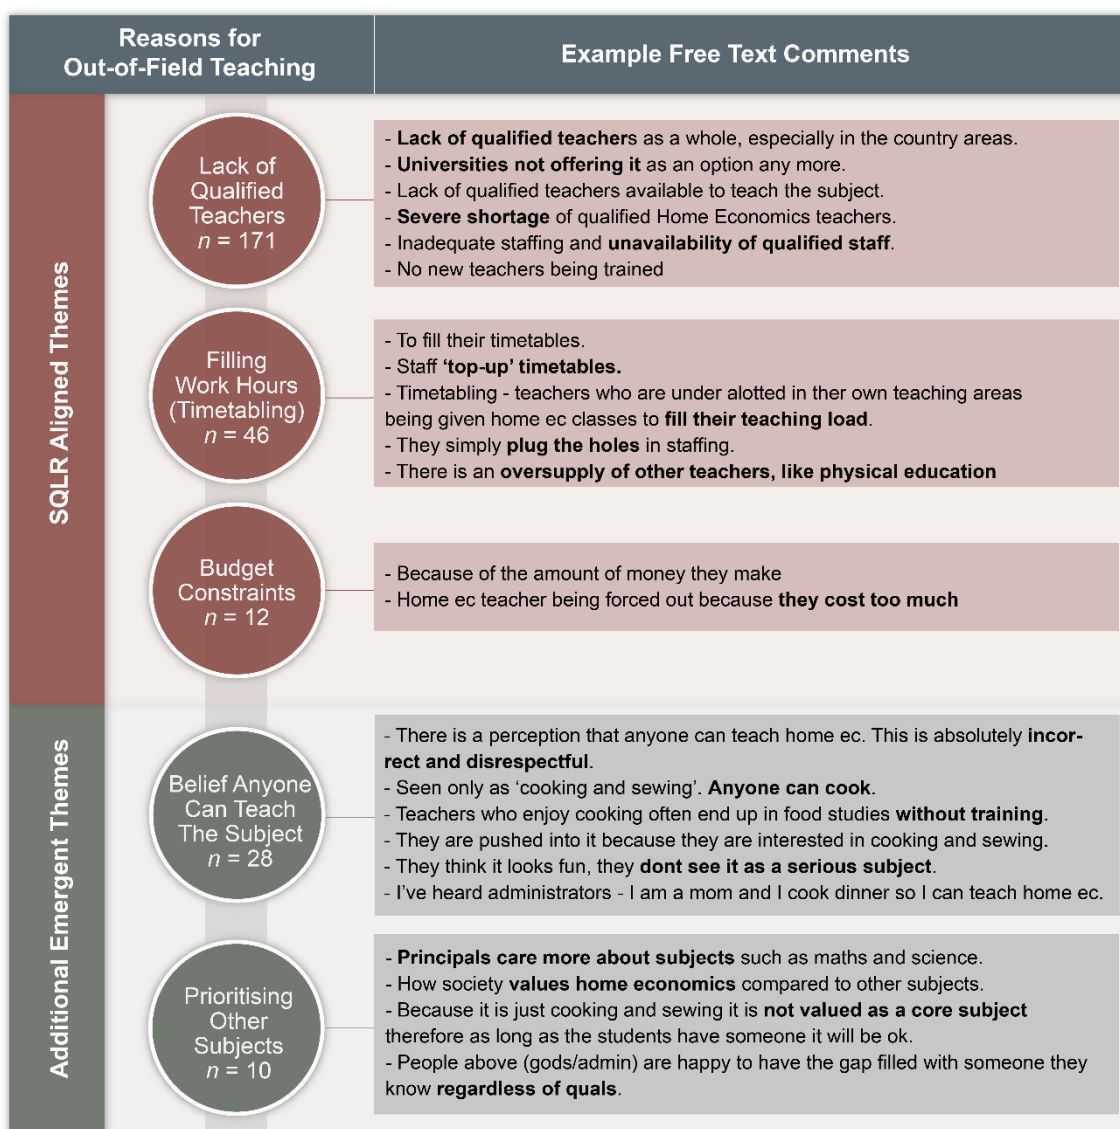 Reasons for
Out-of-Field Teaching
Example Free Text Comments
SQLR Aligned Themes
Lack of
Qualified
Teachers
n = 171
- Lack of qualified teachers as a whole, especially in the country areas.
- Universities not offering it as an option any more.
- Lack of qualified teachers available to teach the subject.
- Severe shortage of qualified Home Economics teachers.
- Inadequate staffing and unavailability of qualified staff.
- No new teachers being trained
Filling
Work Hours
(Timetabling)
n = 46
- To fill their timetables.
- Staff ‘top-up’ timetables.
- Timetabling - teachers who are under alotted in ther own teaching areas
being given home ec classes to fill their teaching load.
- They simply plug the holes in staffing.
- There is an oversupply of other teachers, like physical education
Budget
Constraints
n = 12
- Because of the amount of money they make
- Home ec teacher being forced out because they cost too much
Additional Emergent Themes
Belief Anyone
Can Teach
The Subject
n = 28
- There is a perception that anyone can teach home ec. This is absolutely incor-
rect and disrespectful.
- Seen only as ‘cooking and sewing’. Anyone can cook.
- Teachers who enjoy cooking often end up in food studies without training.
- They are pushed into it because they are interested in cooking and sewing.
- They think it looks fun, they dont see it as a serious subject.
- I’ve heard administrators - I am a mom and I cook dinner so I can teach home ec.
Prioritising
Other
Subjects
n = 10
- Principals care more about subjects such as maths and science.
- How society values home economics compared to other subjects.
- Because it is just cooking and sewing it is not valued as a core subject
therefore as long as the students have someone it will be ok.
- People above (gods/admin) are happy to have the gap filled with someone they
know regardless of quals.